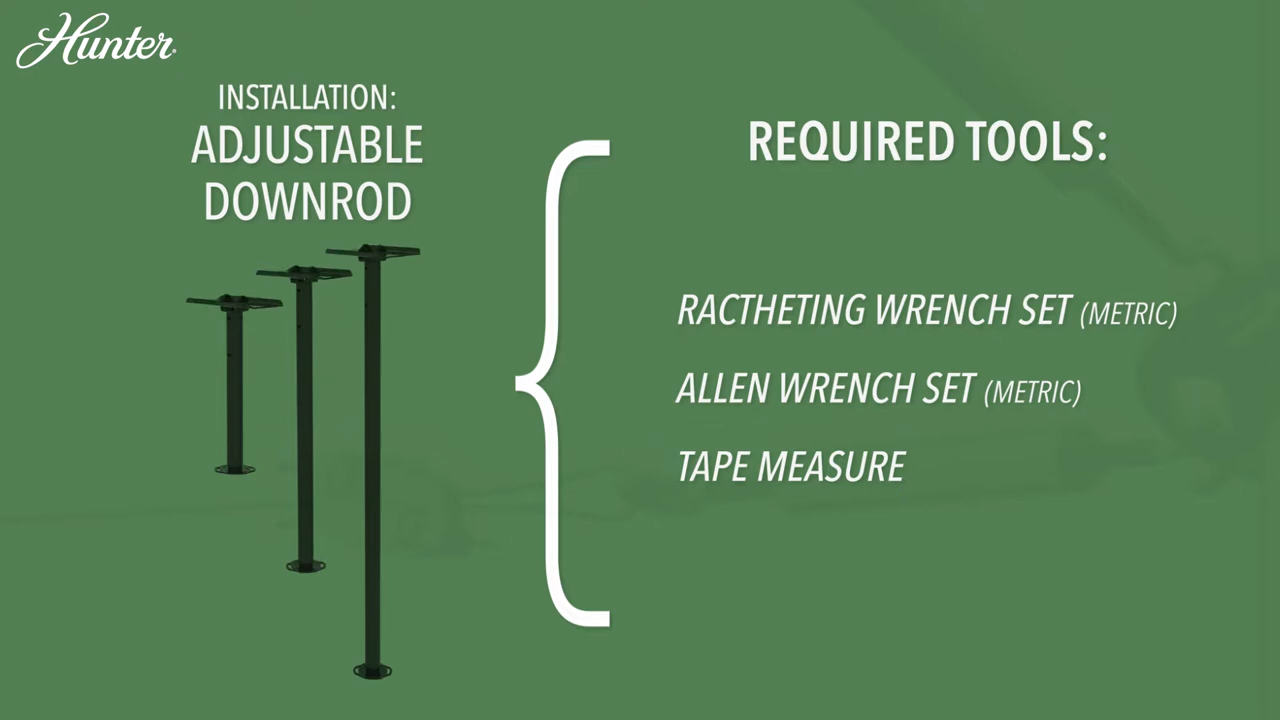 Hunter
INSTALLATION:
ADJUSTABLE
DOWNROD
REQUIRED TOOLS:
RACTHETING WRENCH SET (METRIC)
ALLEN WRENCH SET (METRIC)
TAPE MEASURE